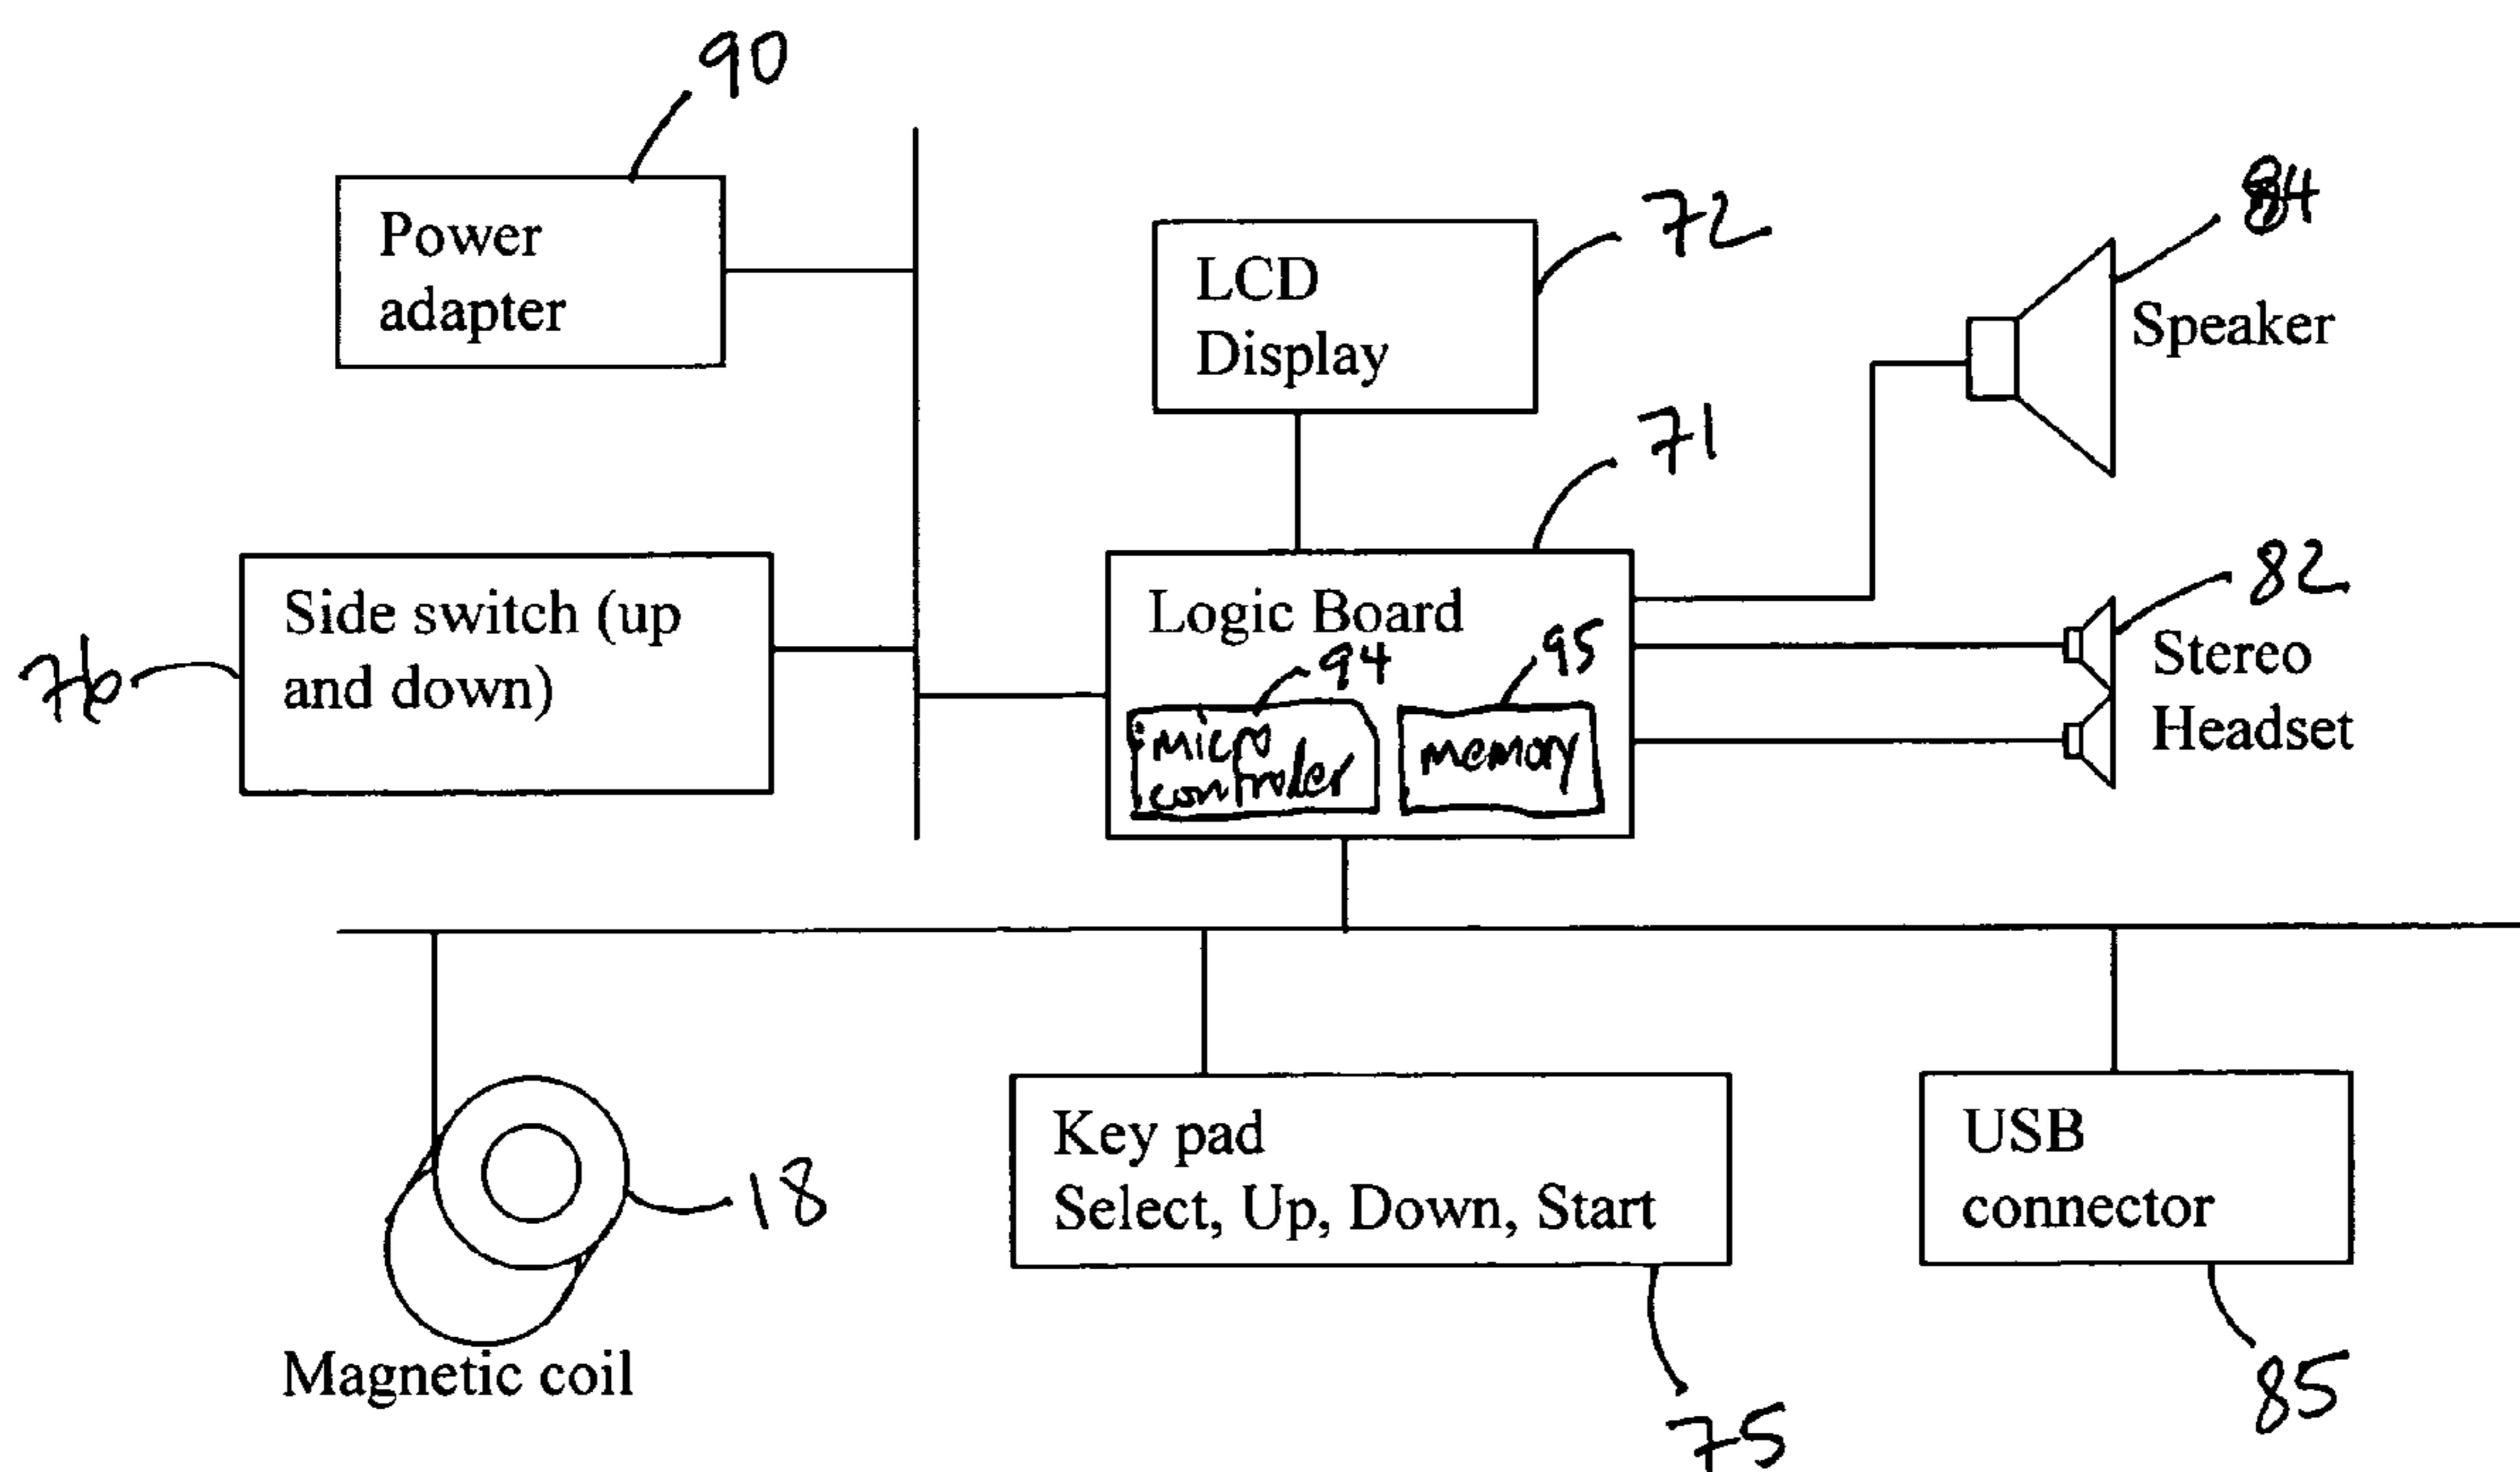 90
Power
adapter
LCD
Display
72
84
Speaker
71
Side switch (up
and down)
76
Logic Board
94
95
micro
controller
memory
82
Stereo
Headset
18
Magnetic coil
Key pad
Select, Up, Down, Start
75
USB
connector
85